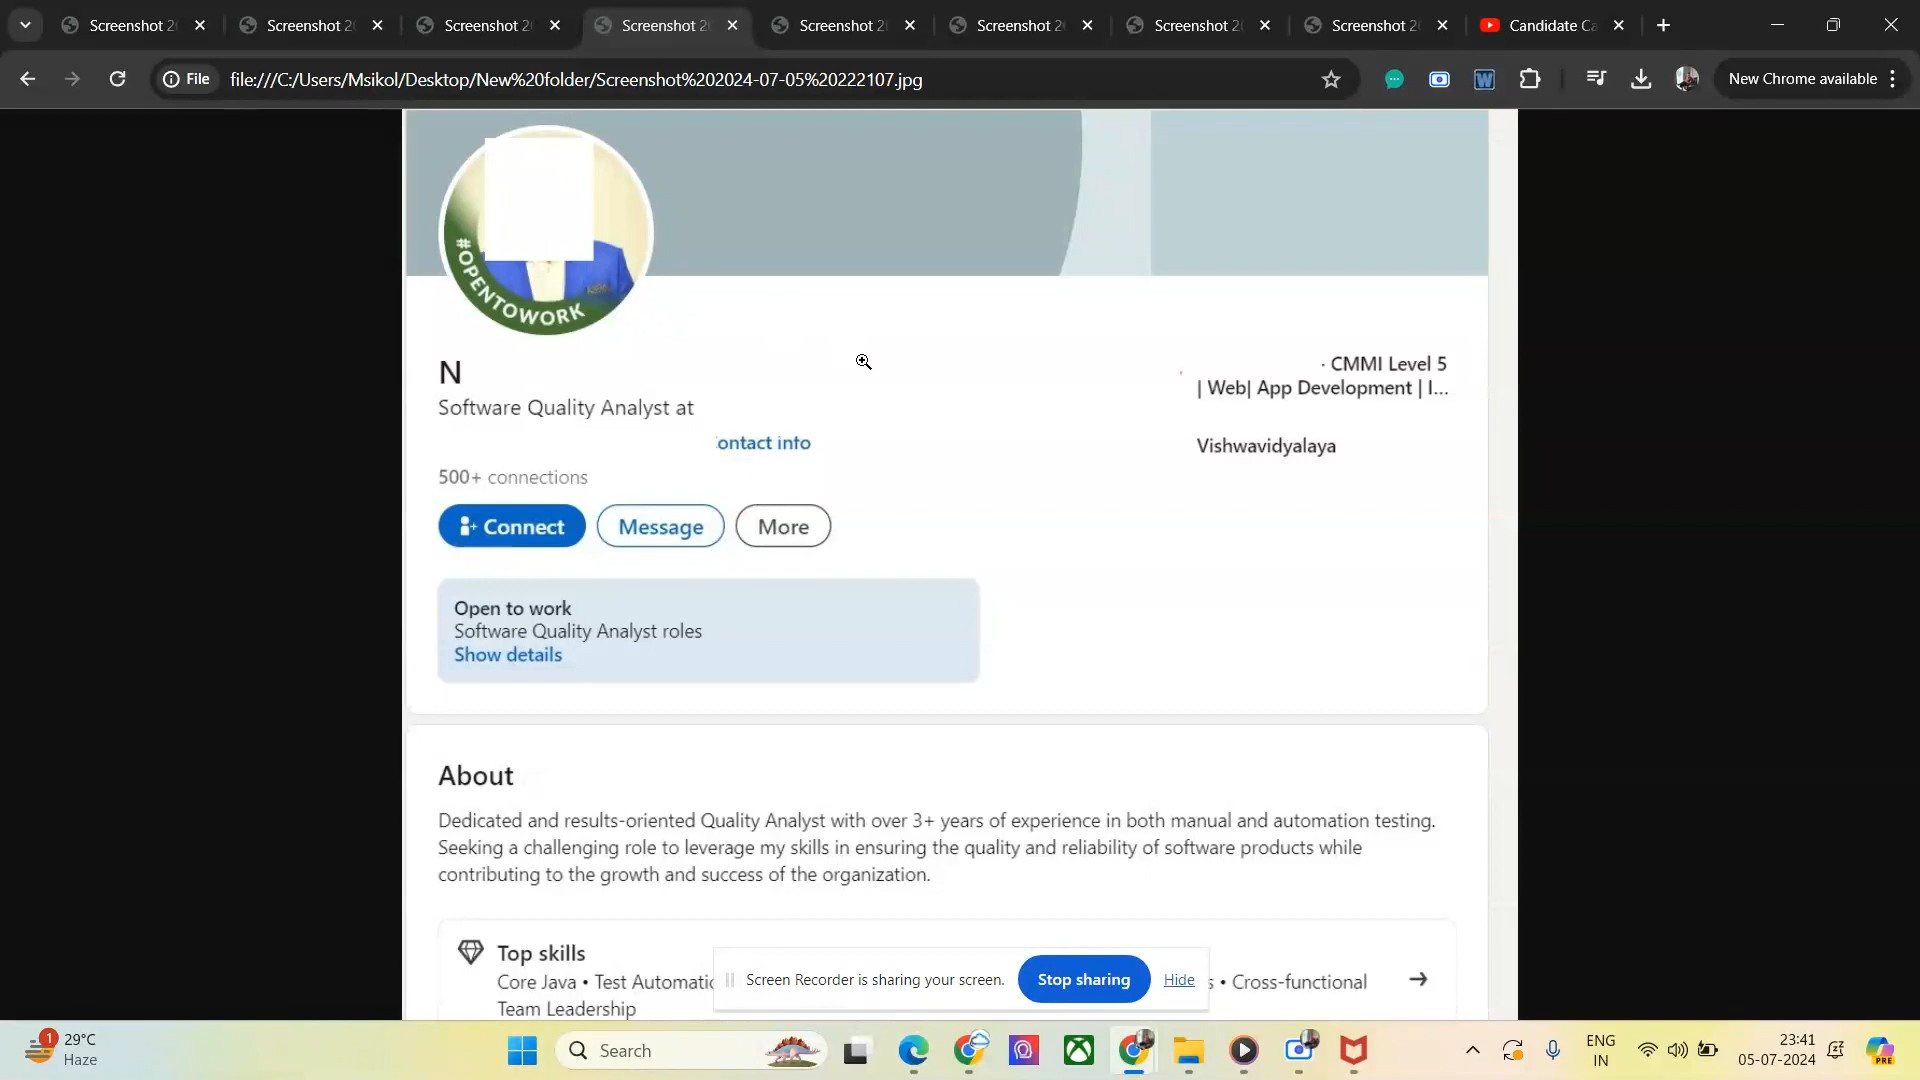 Screenshot 2
Screenshot 2
Screenshot 2
Screenshot 2
Screenshot 2
Screenshot 2
Screenshot 2
Screenshot 2
Candidate Ca
File
file:///C:/Users/Msikol/Desktop/New%20folder/Screenshot%202024-07-05%20222107.jpg
New Chrome available
#OPENTOWORK
N
Software Quality Analyst at
ontact info
500+ connections
· CMMI Level 5
| Web| App Development | I...
Vishwavidyalaya
Connect
Message
More
Open to work
Software Quality Analyst roles
Show details
About
Dedicated and results-oriented Quality Analyst with over 3+ years of experience in both manual and automation testing.
Seeking a challenging role to leverage my skills in ensuring the quality and reliability of software products while
contributing to the growth and success of the organization.
Top skills
Core Java • Test Automatic
s • Cross-functional
Team Leadership
Screen Recorder is sharing your screen.
Stop sharing
Hide
1
29°C
Haze
Search
ENG
IN
23:41
05-07-2024
PRE